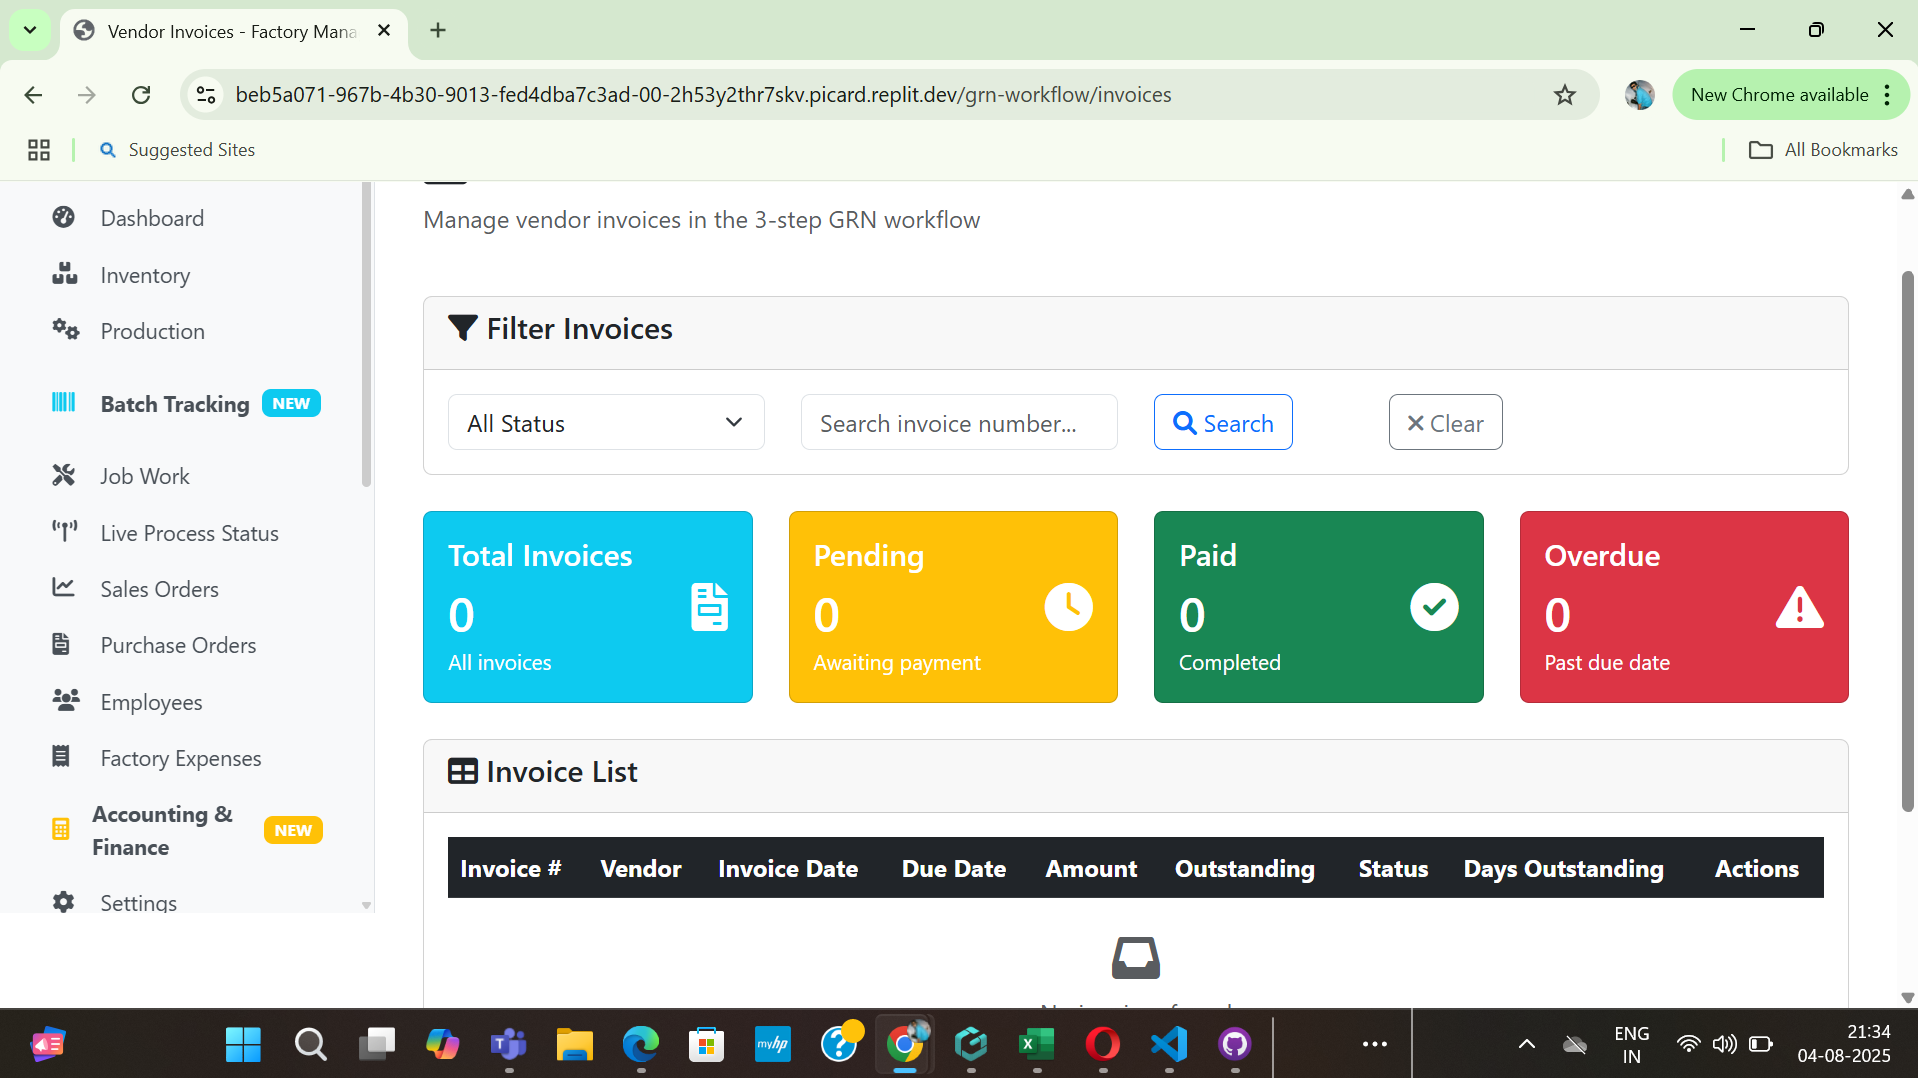 Vendor Invoices - Factory Mana
beb5a071-967b-4b30-9013-fed4dba7c3ad-00-2h53y2thr7skv.picard.replit.dev/grn-workflow/invoices
New Chrome available
Suggested Sites
All Bookmarks
Dashboard
Inventory
Production
Batch Tracking NEW
Job Work
Live Process Status
Sales Orders
Purchase Orders
Employees
Factory Expenses
Accounting &
Finance
NEW
Settings
Manage vendor invoices in the 3-step GRN workflow
Filter Invoices
All Status
Search invoice number...
Search
Clear
Total Invoices
0
All invoices
Pending
0
Awaiting payment
Paid
0
Completed
Overdue
0
Past due date
Invoice List
Invoice # Vendor Invoice Date Due Date Amount Outstanding Status Days Outstanding Actions
myhp
ENG
IN
21:34
04-08-2025